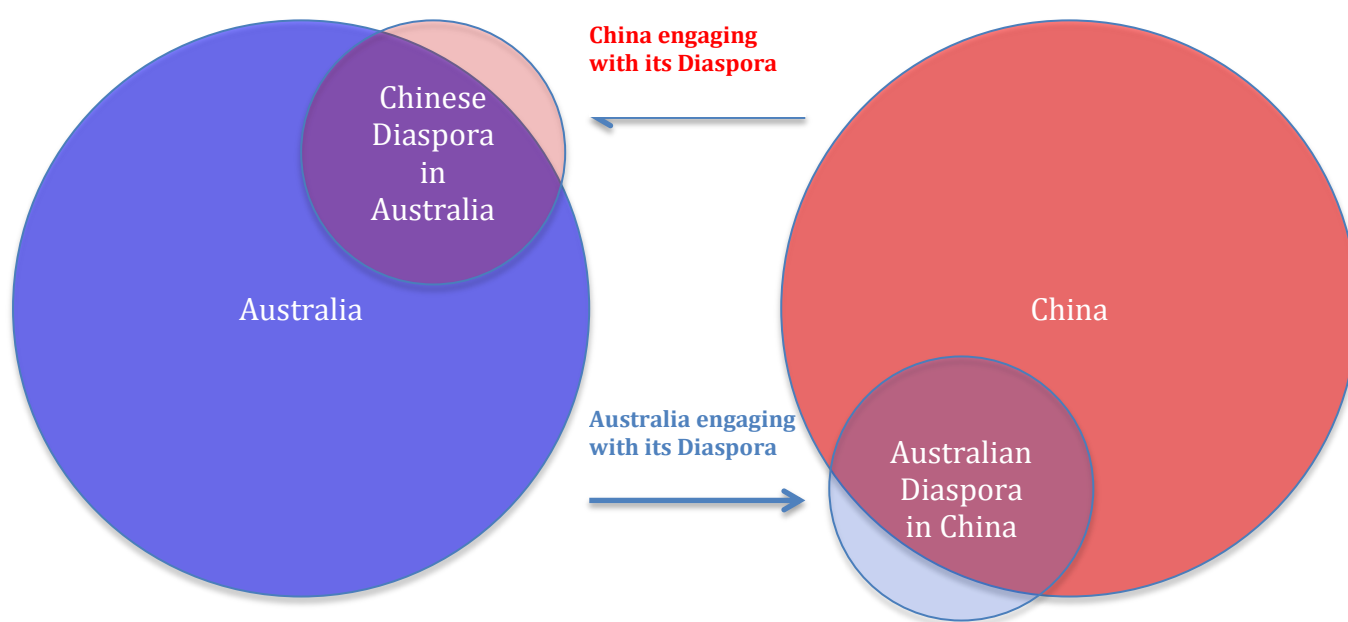 China engaging
with its Diaspora
Chinese
Diaspora
in
Australia
Australia
China
Australia engaging
with its Diaspora
Australian
Diaspora
in China